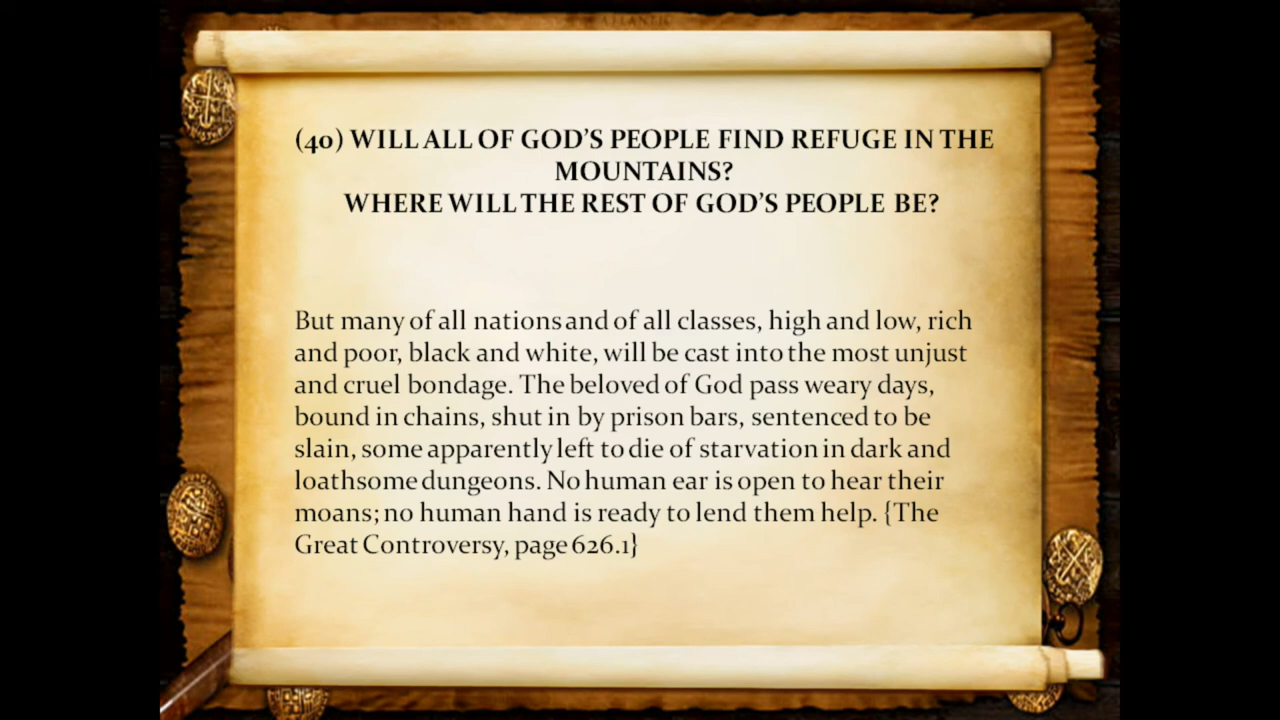 ATLANTIC
(40) WILL ALL OF GOD'S PEOPLE FIND REFUGE IN THE
MOUNTAINS?
WHERE WILL THE REST OF GOD'S PEOPLE BE?
But many of all nations and of all classes, high and low, rich
and poor, black and white, will be cast into the most unjust
and cruel bondage. The beloved of God pass weary days,
bound in chains, shut in by prison bars, sentenced to be
slain, some apparently left to die of starvation in dark and
loathsome dungeons. No human ear is open to hear their
moans; no human hand is ready to lend them help. {The
Great Controversy, page 626.1}